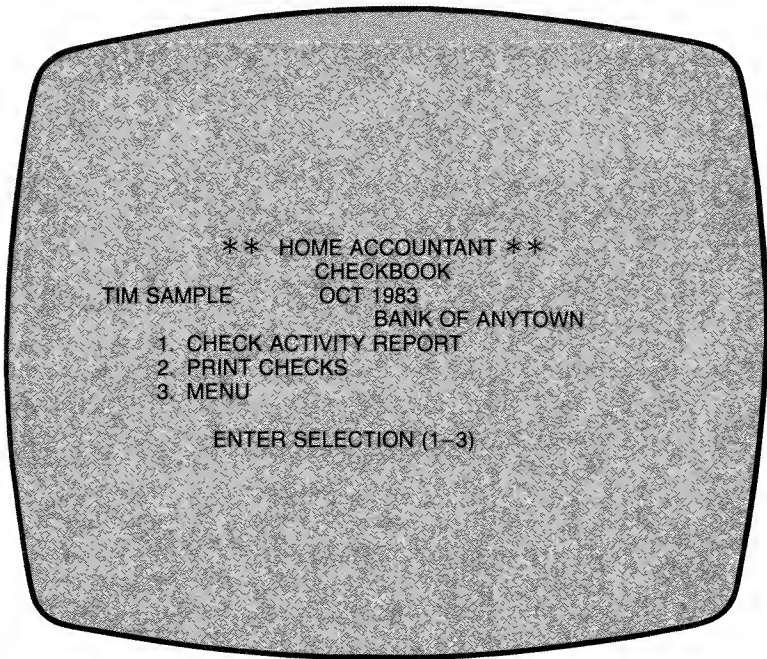 ** HOME ACCOUNTANT **
CHECKBOOK
TIM SAMPLE OCT 1983
BANK OF ANYTOWN
1. CHECK ACTIVITY REPORT
2. PRINT CHECKS
3. MENU
ENTER SELECTION (1–3)